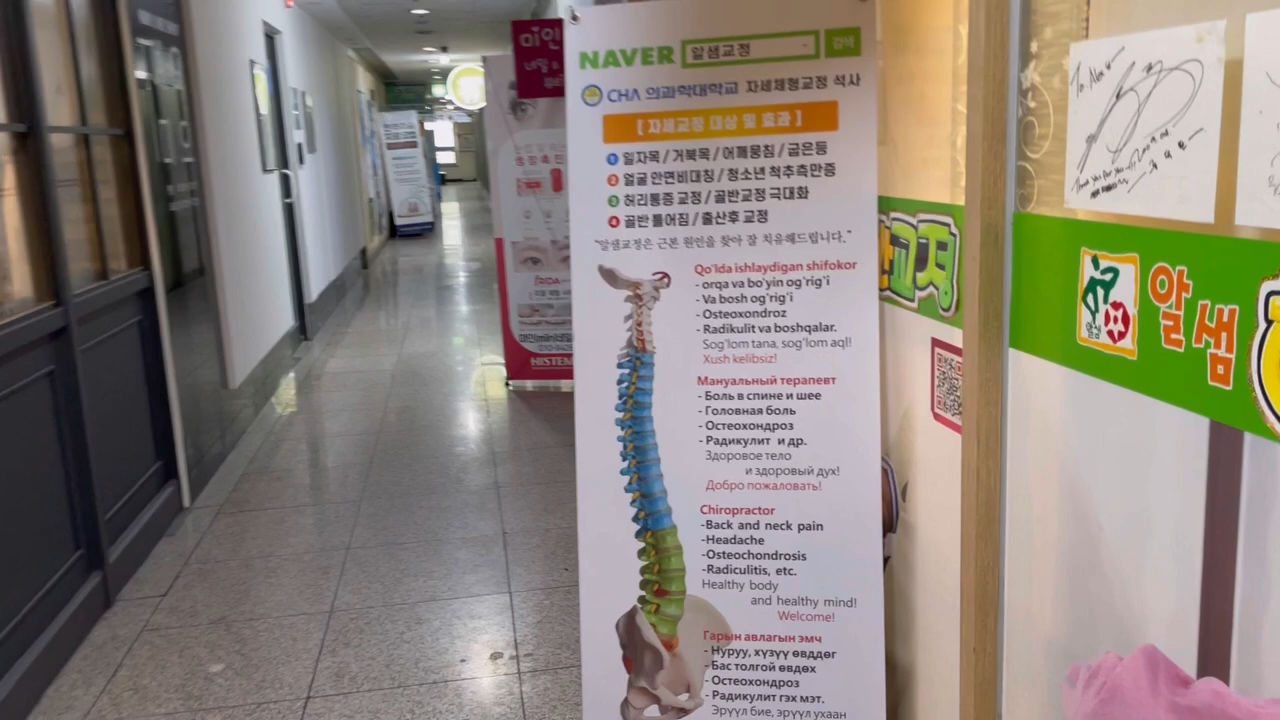 NAVER 알샘교정 검색
CHA 의과학대학교 자세체형교정 석사
[ 자세교정 대상 및 효과 ]
1 일자목 / 거북목 / 어깨뭉침 / 굽은등
2 얼굴 안면비대칭 / 청소년 척추측만증
3 허리통증 교정 / 골반교정 극대화
4 골반 틀어짐 / 출산후 교정
"알샘교정은 근본 원인을 찾아 잘 치유해드립니다."
Qo'lda ishlaydigan shifokor
- orqa va bo'yin og'rig'i
- Va bosh og'rig'i
- Osteoxondroz
- Radikulit va boshqalar.
Sog'lom tana, sog'lom aql!
Xush kelibsiz!
Мануальный терапевт
- Боль в спине и шее
- Головная боль
- Остеохондроз
- Радикулит и др.
Здоровое тело
и здоровый дух!
Добро пожаловать!
Chiropractor
-Back and neck pain
-Headache
-Osteochondrosis
-Radiculitis, etc.
Healthy body
and healthy mind!
Welcome!
Гарын авлагын эмч
- Нуруу, хүзүү өвддөг
- Бас толгой өвдөх
- Остеохондроз
- Радикулит гэх мэт.
Эрүүл бие, эрүүл ухаан
미인
HISTEM
교정
알샘
알샘
To. Alex